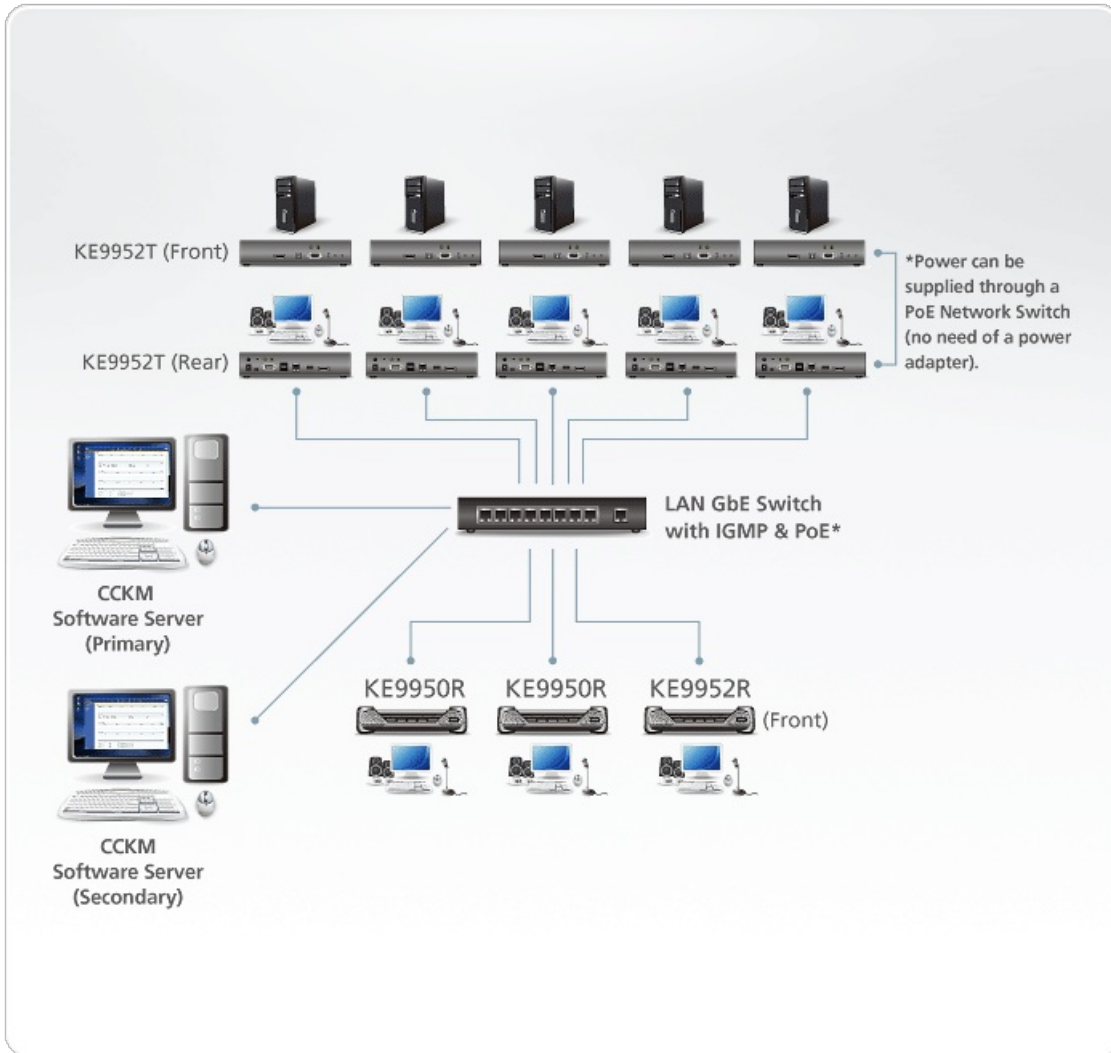 KE9952T (Front)
*Power can be
supplied through a
PoE Network Switch
(no need of a power
adapter).
KE9952T (Rear)
LAN GbE Switch
with IGMP & PoE*
CCKM
Software Server
(Primary)
KE9950R
KE9950R
KE9952R
(Front)
CCKM
Software Server
(Secondary)